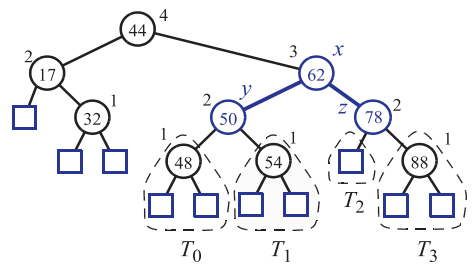 44 4
2 17 3 62 x
32 1 y 2 50 z 78 2
1 48 54 1 88 1
T2
T0 T1 T3